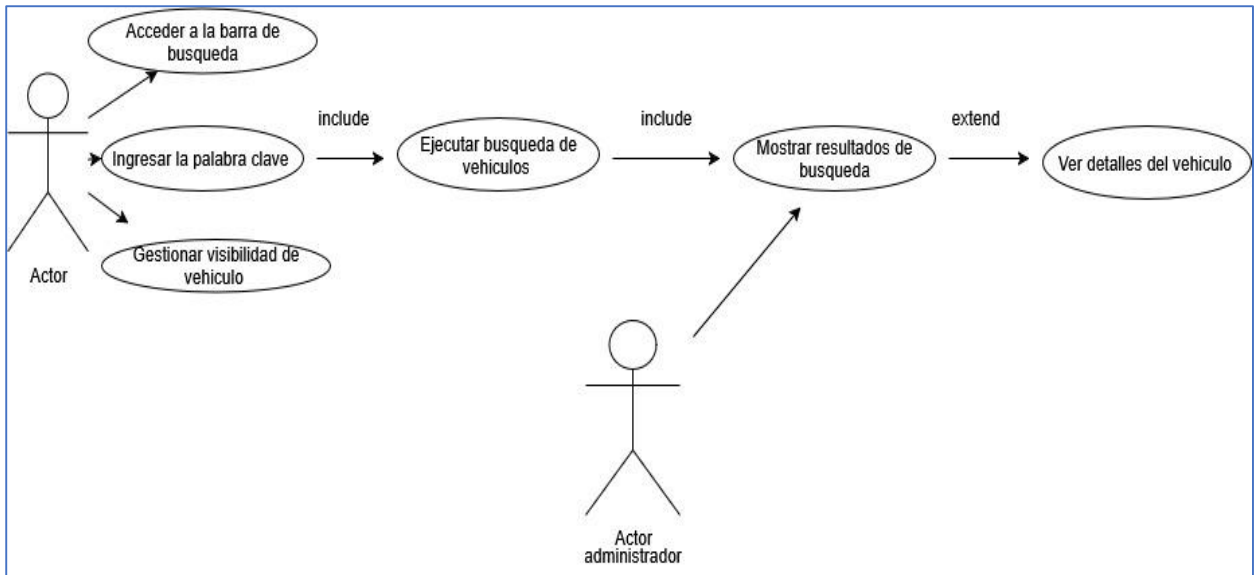 Acceder a la barra de
busqueda
include
include
extend
Ingresar la palabra clave
Ejecutar busqueda de
vehiculos
Mostrar resultados de
busqueda
Ver detalles del vehiculo
Gestionar visibilidad de
vehiculo
Actor
Actor
administrador